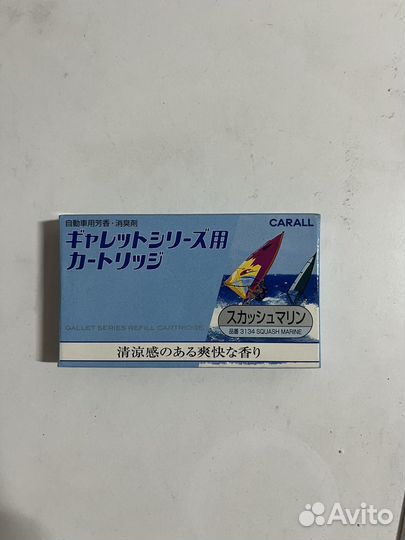 自動車用芳香・消臭剤
CARALL
ギャレットシリーズ用
カートリッジ
GALLET SERIES REFILL CARTRIDGE
スカッシュマリン
品番 3134 SQUASH MARINE
清涼感のある爽快な香り
Avito